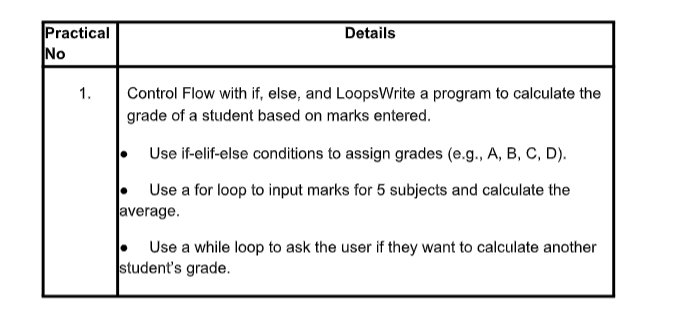 Practical
No
Details
1.
Control Flow with if, else, and LoopsWrite a program to calculate the
grade of a student based on marks entered.
● Use if-elif-else conditions to assign grades (e.g., A, B, C, D).
● Use a for loop to input marks for 5 subjects and calculate the
average.
● Use a while loop to ask the user if they want to calculate another
student's grade.